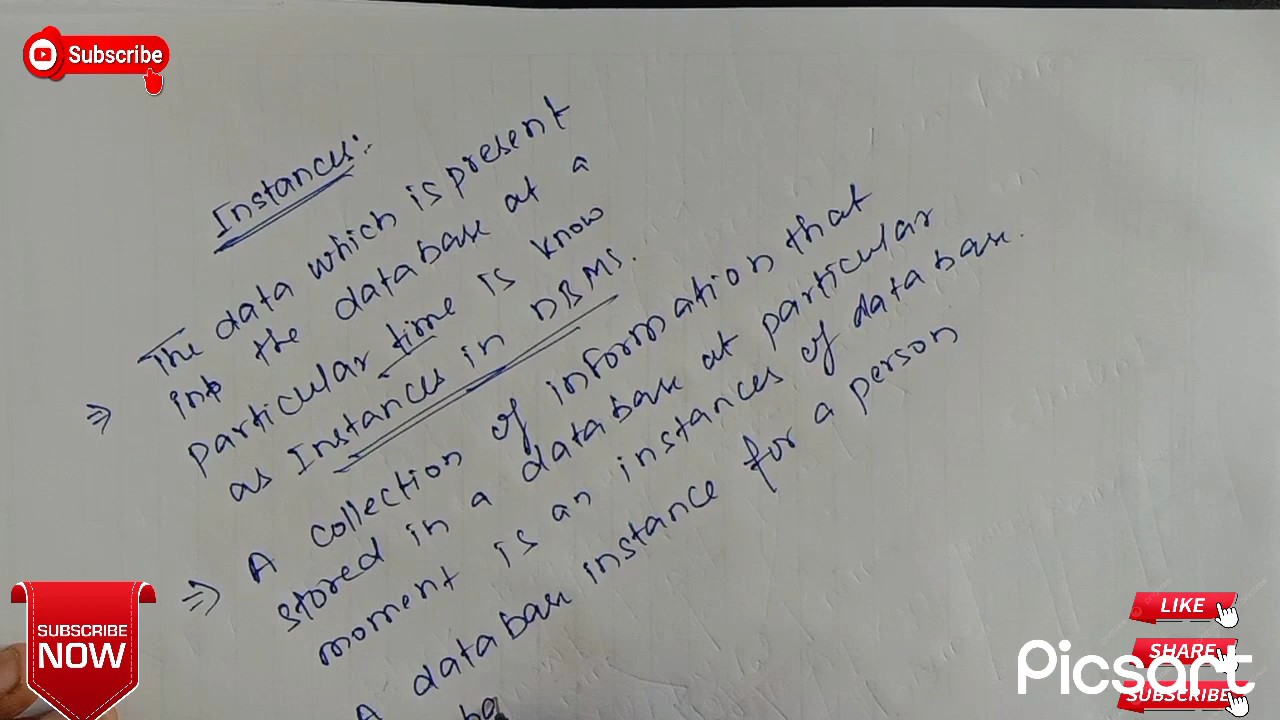 Subscribe
Instances:-
The data which is present
into the database at a
⇒ particular time is know
as Instances in DBMS.
⇒ A collection of information that
stored in a database at particular
moment is an instances of database.
A database instance for a person
ba
SUBSCRIBE
NOW
LIKE
SHARE
SUBSCRIBE
Picsart